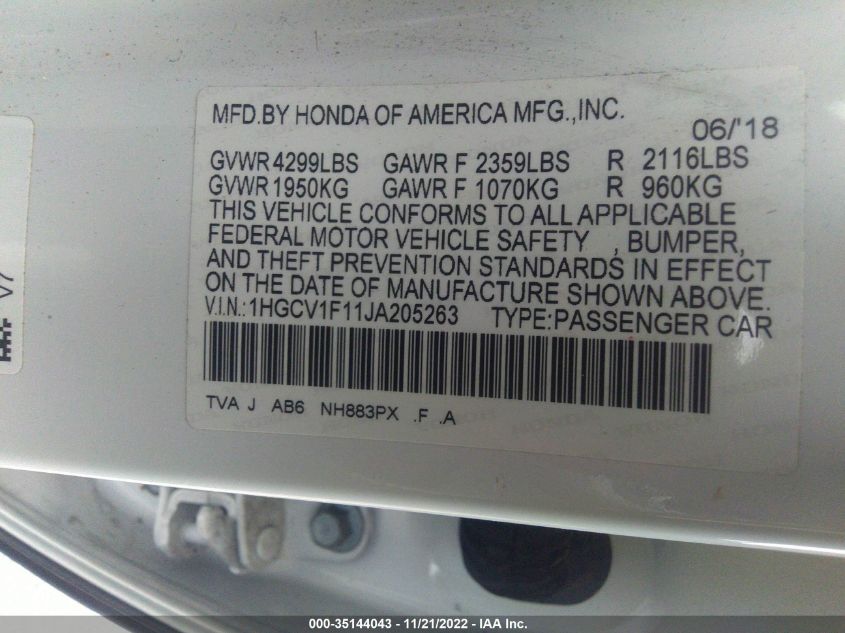 MFD.BY HONDA OF AMERICA MFG.,INC. 06/'18
GVWR 4299LBS GAWR F 2359LBS R 2116LBS
GVWR 1950KG GAWR F 1070KG R 960KG
THIS VEHICLE CONFORMS TO ALL APPLICABLE
FEDERAL MOTOR VEHICLE SAFETY , BUMPER,
AND THEFT PREVENTION STANDARDS IN EFFECT
ON THE DATE OF MANUFACTURE SHOWN ABOVE.
V.I.N.:1HGCV1F11JA205263 TYPE:PASSENGER CAR
TVA J AB6 NH883PX .F .A
V7
000-35144043 - 11/21/2022 - IAA Inc.